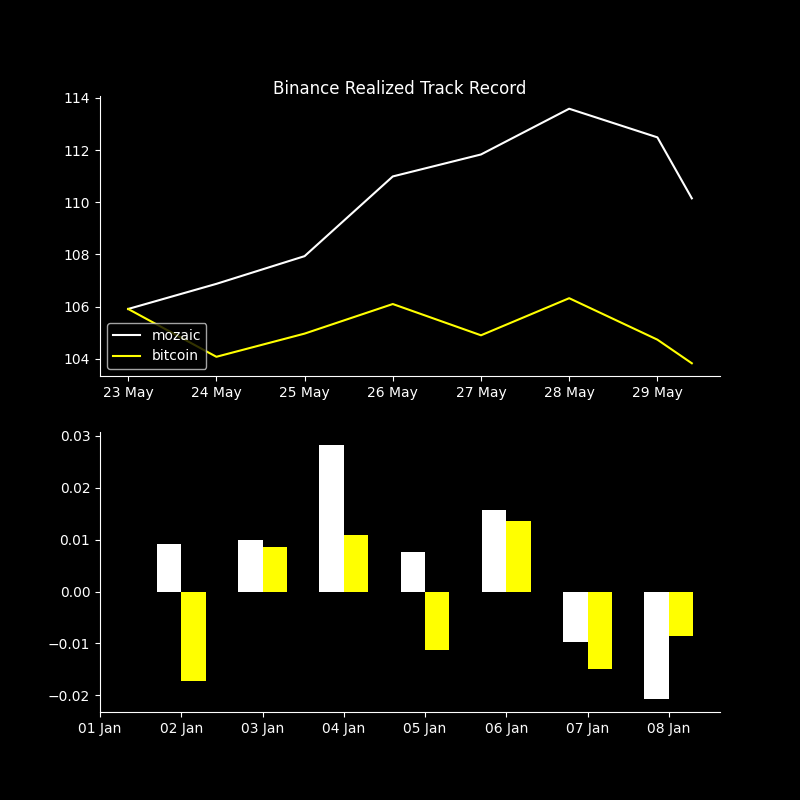 Binance Realized Track Record
114
112
110
108
106
104
mozaic
bitcoin
23 May 24 May 25 May 26 May 27 May 28 May 29 May
0.03
0.02
0.01
0.00
−0.01
−0.02
01 Jan 02 Jan 03 Jan 04 Jan 05 Jan 06 Jan 07 Jan 08 Jan